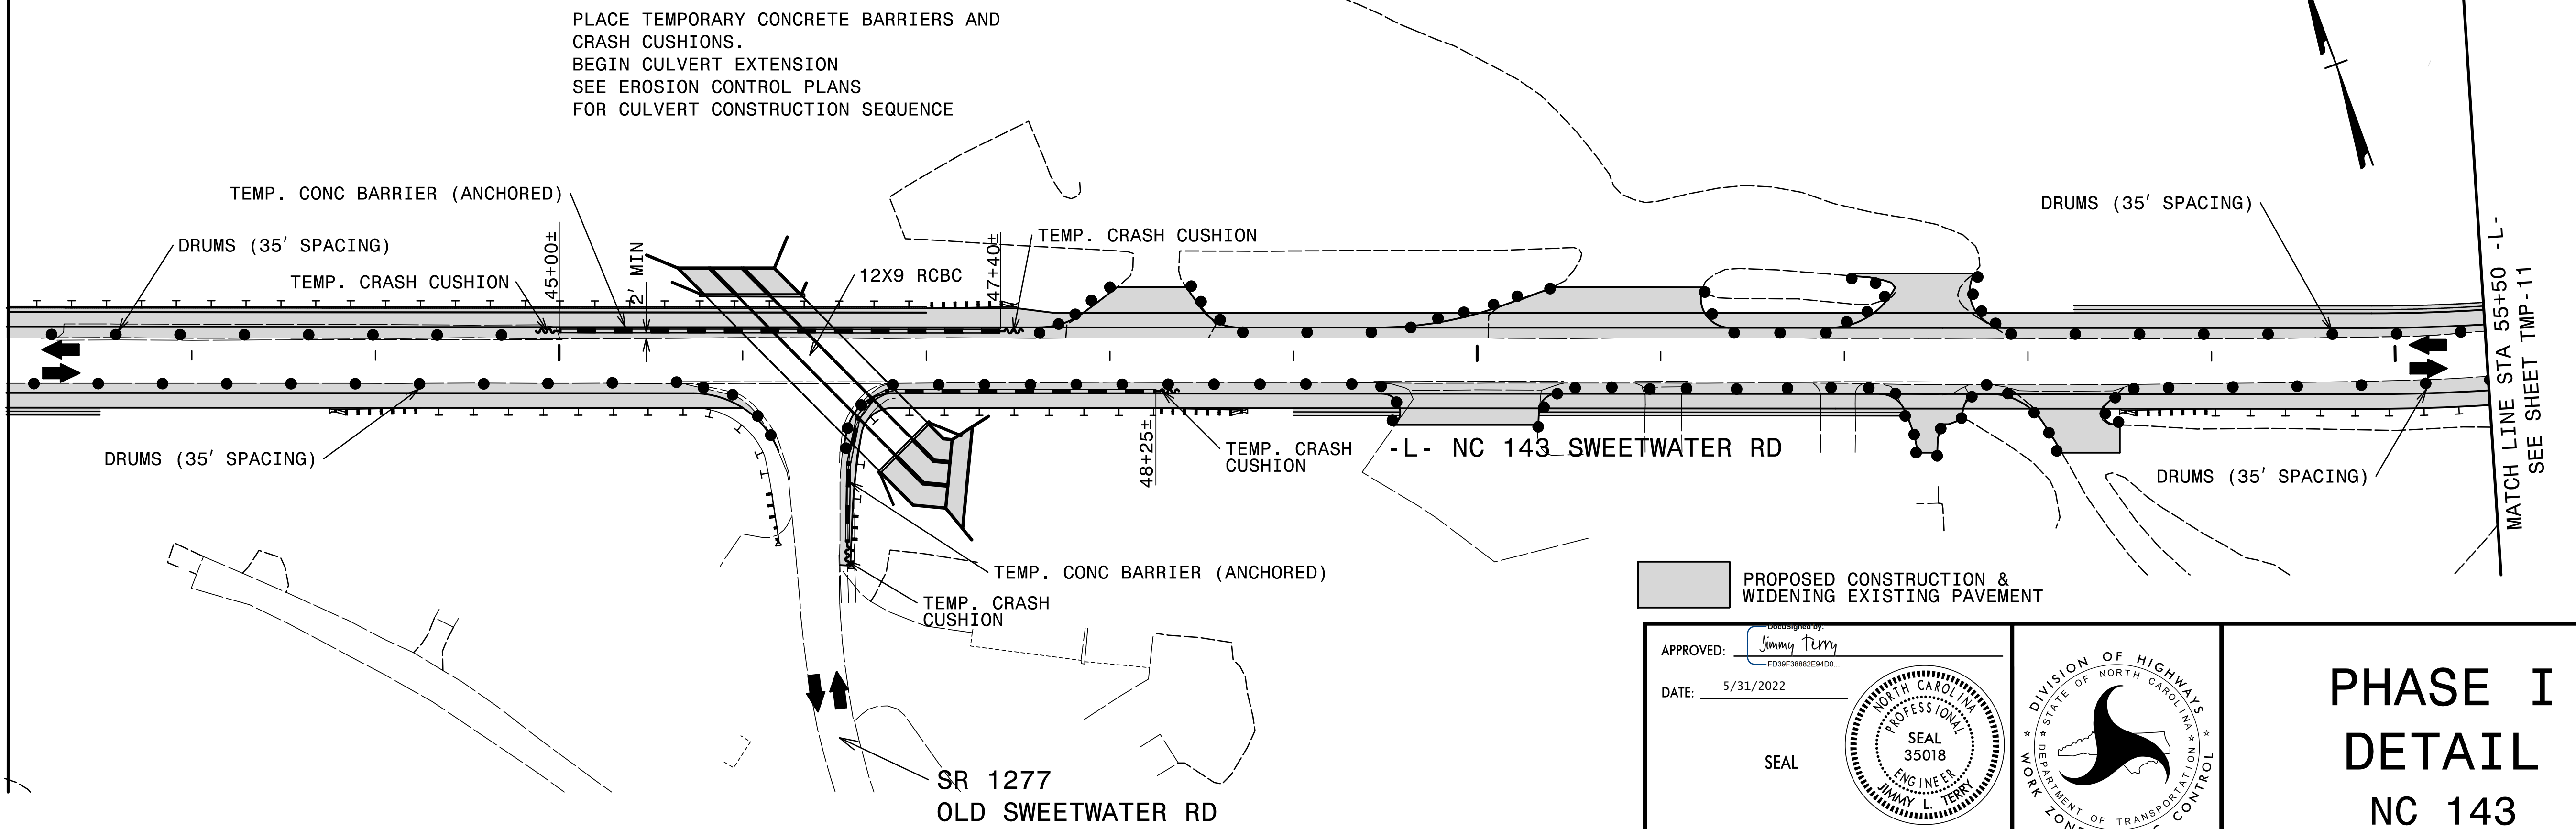 PLACE TEMPORARY CONCRETE BARRIERS AND
CRASH CUSHIONS.
BEGIN CULVERT EXTENSION
SEE EROSION CONTROL PLANS
FOR CULVERT CONSTRUCTION SEQUENCE
TEMP. CONC BARRIER (ANCHORED)
DRUMS (35' SPACING)
TEMP. CRASH CUSHION
45+00±
2' MIN
12X9 RCBC
47+40±
TEMP. CRASH CUSHION
DRUMS (35' SPACING)
MATCH LINE STA 55+50 -L-
SEE SHEET TMP-11
DRUMS (35' SPACING)
48+25±
TEMP. CRASH
CUSHION
-L- NC 143 SWEETWATER RD
DRUMS (35' SPACING)
TEMP. CONC BARRIER (ANCHORED)
TEMP. CRASH
CUSHION
PROPOSED CONSTRUCTION &
WIDENING EXISTING PAVEMENT
SR 1277
OLD SWEETWATER RD
DocuSigned by:
APPROVED: Jimmy Terry
FD39F38882E94D0...
DATE: 5/31/2022
SEAL
NORTH CAROLINA
PROFESSIONAL
SEAL
35018
ENGINEER
JIMMY L. TERRY
DIVISION OF HIGHWAYS
STATE OF NORTH CAROLINA
DEPARTMENT OF TRANSPORTATION
WORK ZONE CONTROL
PHASE I
DETAIL
NC 143